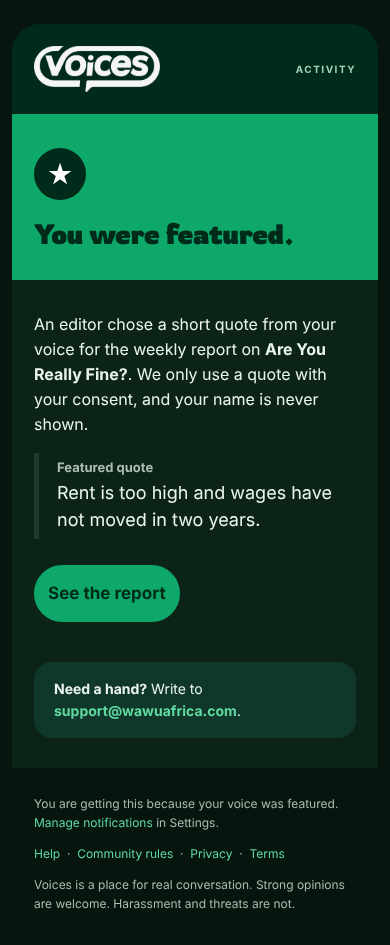 voices
ACTIVITY
You were featured.
An editor chose a short quote from your
voice for the weekly report on Are You
Really Fine?. We only use a quote with
your consent, and your name is never
shown.
Featured quote
Rent is too high and wages have
not moved in two years.
See the report
Need a hand? Write to
support@wawuafrica.com.
You are getting this because your voice was featured.
Manage notifications in Settings.
Help · Community rules · Privacy · Terms
Voices is a place for real conversation. Strong opinions
are welcome. Harassment and threats are not.